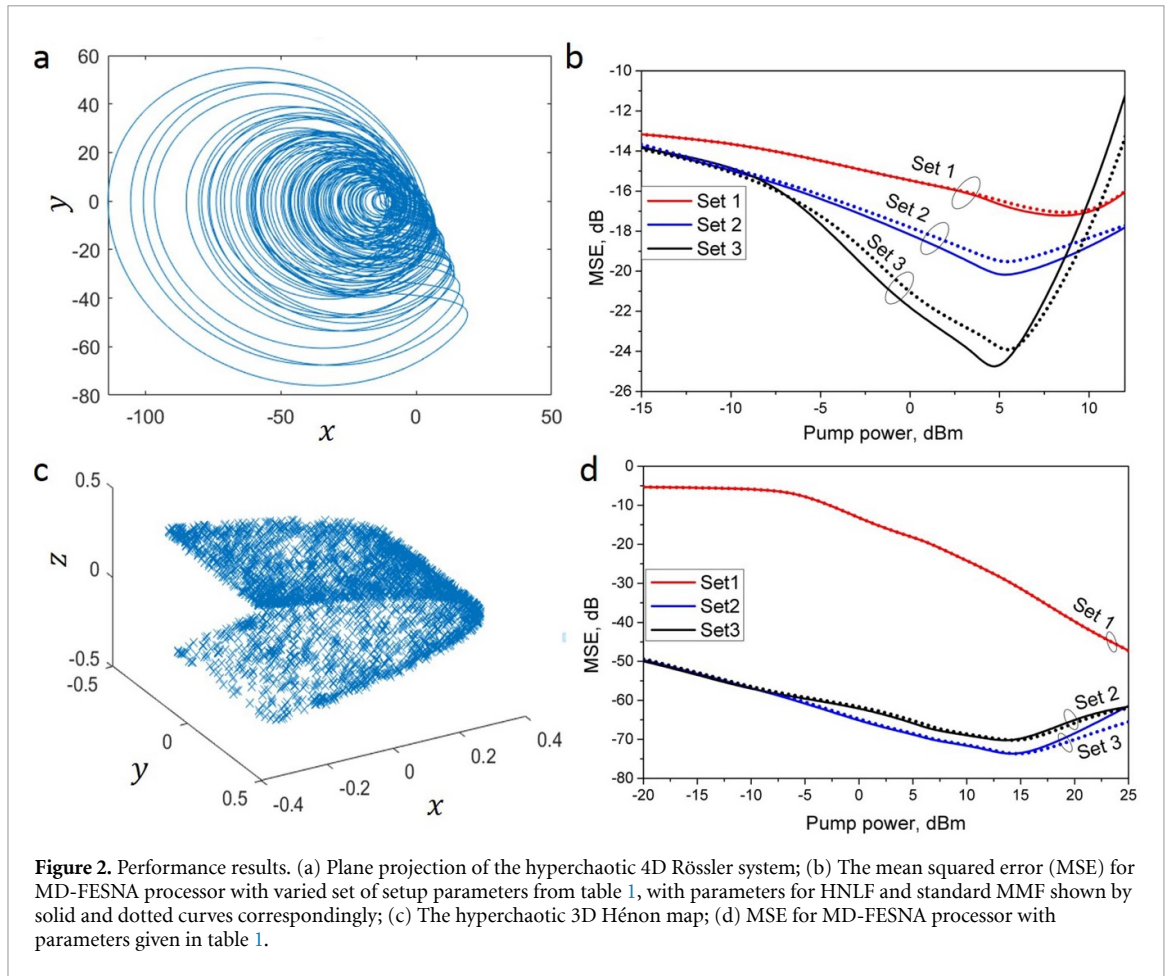 a
60
40
20
0
-20
-40
-60
-80
y
-100
-50
0
50
x
b
-10
-12
-14
-16
-18
-20
-22
-24
-26
MSE, dB
Set 1
Set 2
Set 3
Set 1
Set 2
Set 3
-15
-10
-5
0
5
10
Pump power, dBm
c
0.5
0
-0.5
z
-0.5
0
0.5
y
-0.4
-0.2
0
0.2
0.4
x
d
0
-10
-20
-30
-40
-50
-60
-70
-80
MSE, dB
Set1
Set2
Set3
Set 1
Set 2
Set 3
-20
-15
-10
-5
0
5
10
15
20
25
Pump power, dBm
Figure 2. Performance results. (a) Plane projection of the hyperchaotic 4D Rössler system; (b) The mean squared error (MSE) for
MD-FESNA processor with varied set of setup parameters from table 1, with parameters for HNLF and standard MMF shown by
solid and dotted curves correspondingly; (c) The hyperchaotic 3D Hénon map; (d) MSE for MD-FESNA processor with
parameters given in table 1.